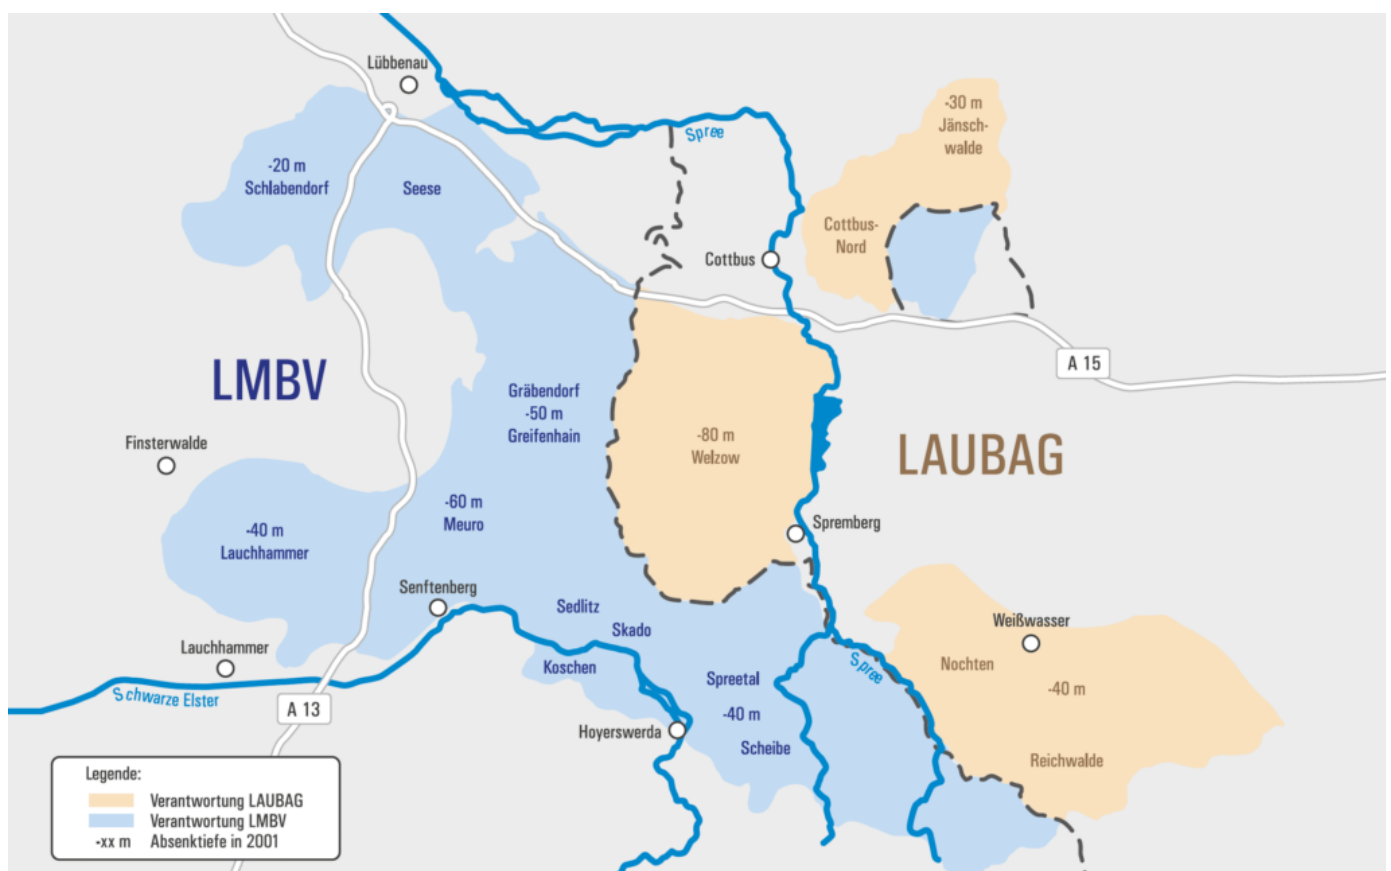 Lübbenau
-20 m
Schlabendorf
Seese
Spree
-30 m
Jänsch-
walde
Cottbus-
Nord
Cottbus
LMBV
A 15
Gräbendorf
-50 m
Greifenhain
Finsterwalde
-80 m
Welzow
LAUBAG
-60 m
Meuro
-40 m
Lauchhammer
Spremberg
Senftenberg
Sedlitz
Skado
Koschen
Weißwasser
Nochten
-40 m
Reichwalde
Spree
Lauchhammer
Schwarze Elster
A 13
Spreetal
-40 m
Scheibe
Hoyerswerda
Legende:
Verantwortung LAUBAG
Verantwortung LMBV
-xx m Absenktiefe in 2001